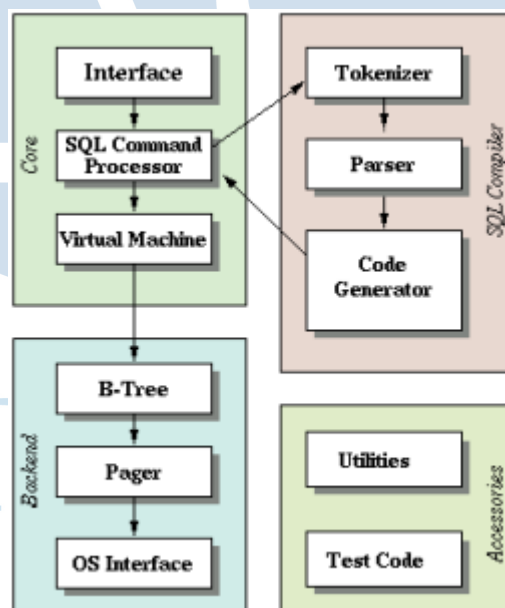 Core
Interface
SQL Command
Processor
Virtual Machine
SQL Compiler
Tokenizer
Parser
Code
Generator
Backend
B-Tree
Pager
OS Interface
Accessories
Utilities
Test Code